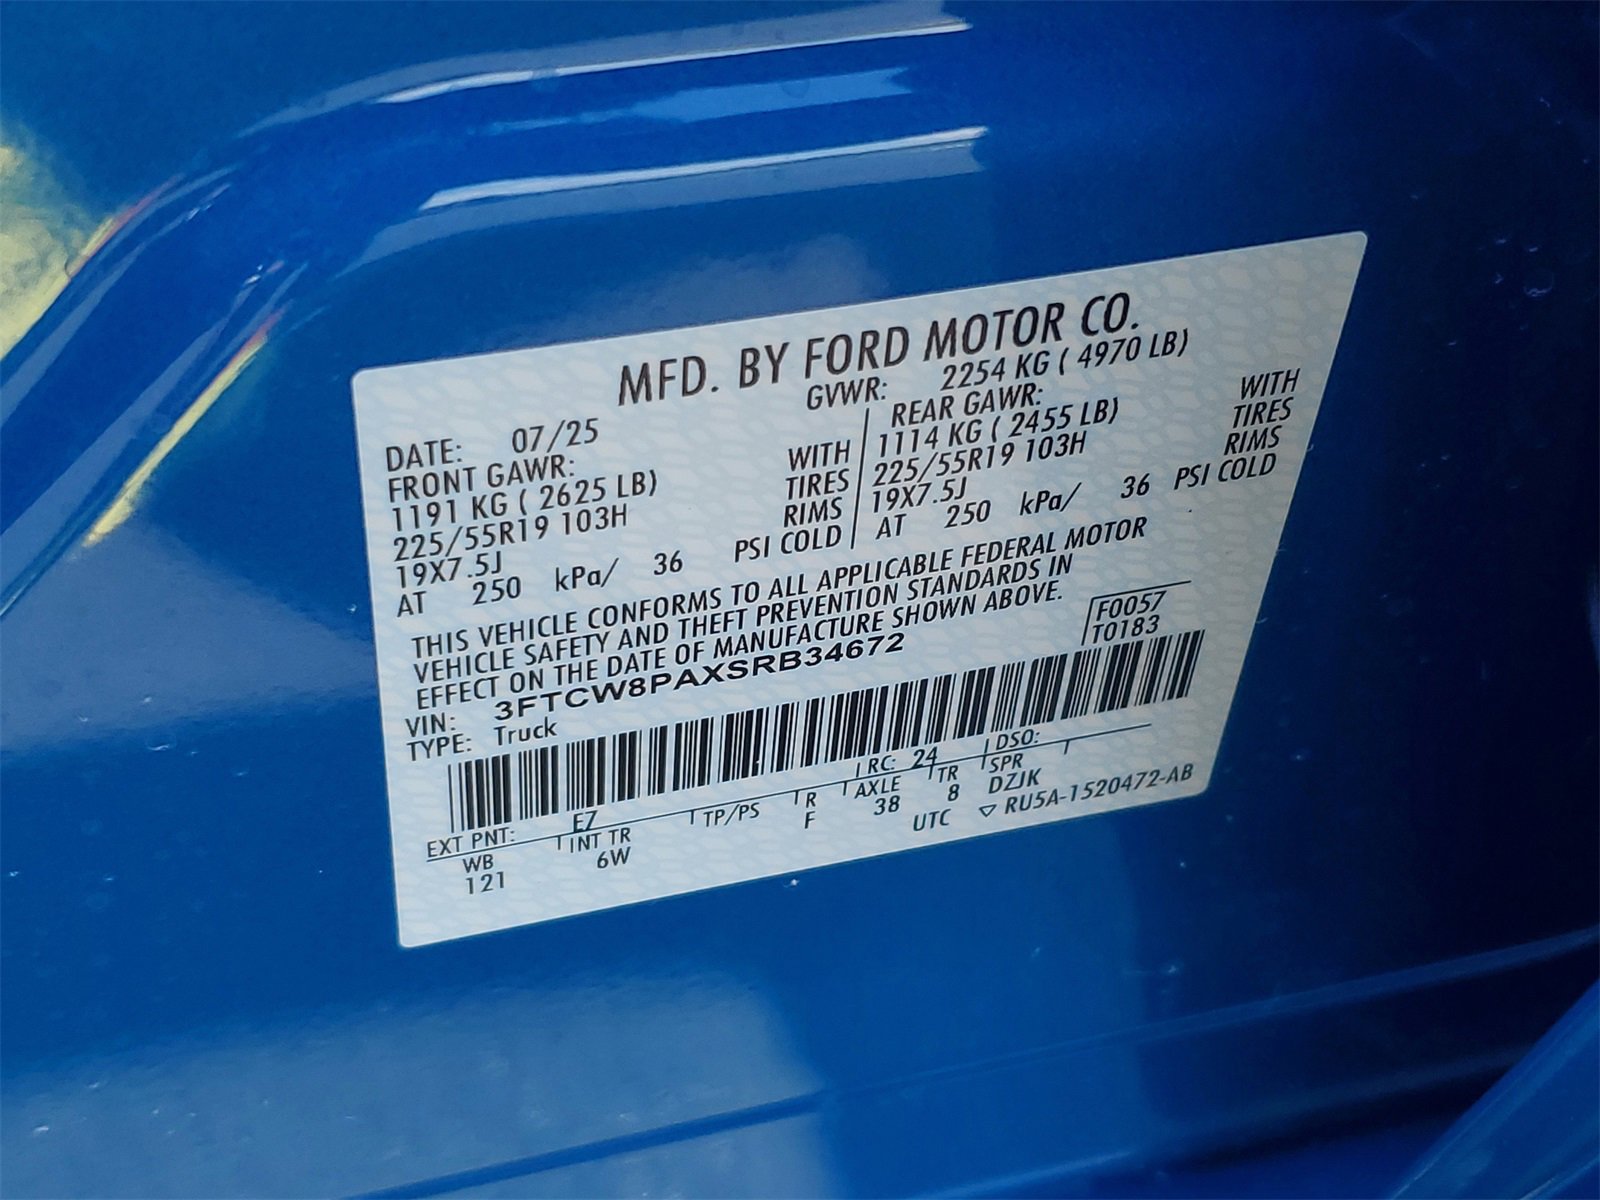 MFD. BY FORD MOTOR CO.
DATE: 07/25 GVWR: 2254 KG ( 4970 LB)
FRONT GAWR: REAR GAWR:
1191 KG ( 2625 LB) WITH 1114 KG ( 2455 LB) WITH
225/55R19 103H TIRES 225/55R19 103H TIRES
19X7.5J RIMS 19X7.5J RIMS
AT 250 kPa/ 36 PSI COLD AT 250 kPa/ 36 PSI COLD
THIS VEHICLE CONFORMS TO ALL APPLICABLE FEDERAL MOTOR
VEHICLE SAFETY AND THEFT PREVENTION STANDARDS IN
EFFECT ON THE DATE OF MANUFACTURE SHOWN ABOVE.
VIN: 3FTCW8PAXSRB34672 F0057
TYPE: Truck T0183
EXT PNT: E7 RC: 24 DSO:
WB INT TR TP/PS R AXLE TR SPR
121 6W F 38 8 DZJK
UTC ▽ RU5A-1520472-AB